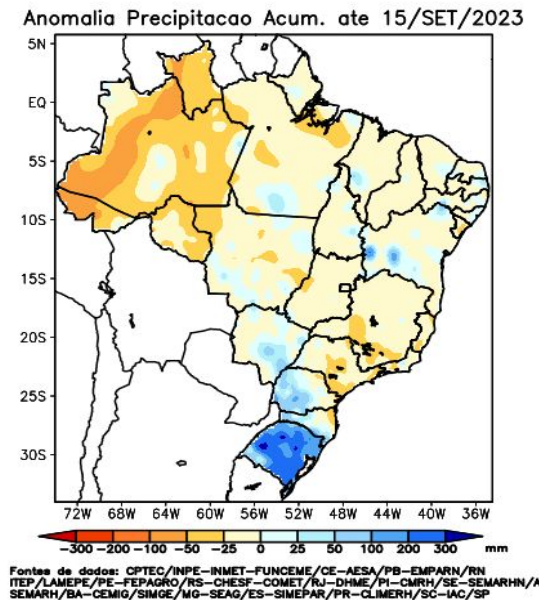 Anomalia Precipitacao Acum. ate 15/SET/2023
5N
EQ
5S
10S
15S
20S
25S
30S
72W 68W 64W 60W 56W 52W 48W 44W 40W 36W
−300 −200 −100 −50 −25 0 25 50 100 200 300 mm
Fontes de dados: CPTEC/INPE−INMET−FUNCEME/CE−AESA/PB−EMPARN/RN
ITEP/LAMEPE/PE−FEPAGRO/RS−CHESF−COMET/RJ−DHME/PI−CMRH/SE−SEMARHN/A
SEMARH/BA−CEMIG/SIMGE/MG−SEAG/ES−SIMEPAR/PR−CLIMERH/SC−IAC/SP